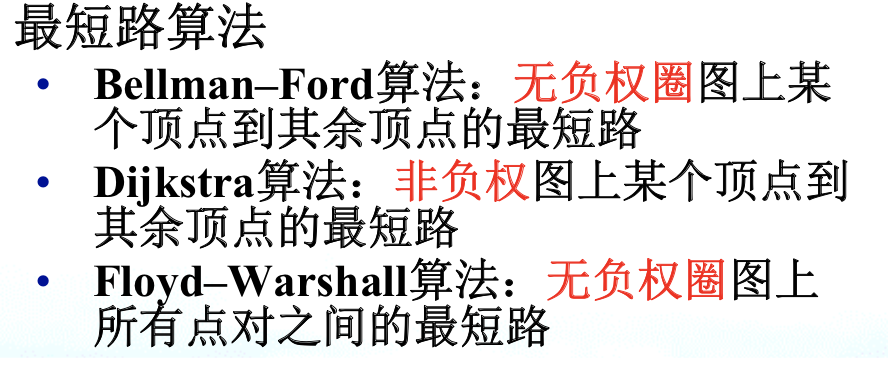 最短路算法
• Bellman–Ford算法：无负权圈图上某
个顶点到其余顶点的最短路
• Dijkstra算法：非负权图上某个顶点到
其余顶点的最短路
• Floyd–Warshall算法：无负权圈图上
所有点对之间的最短路